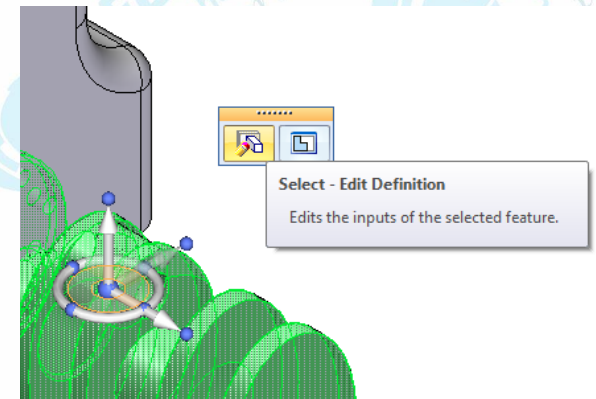 Select - Edit Definition
Edits the inputs of the selected feature.